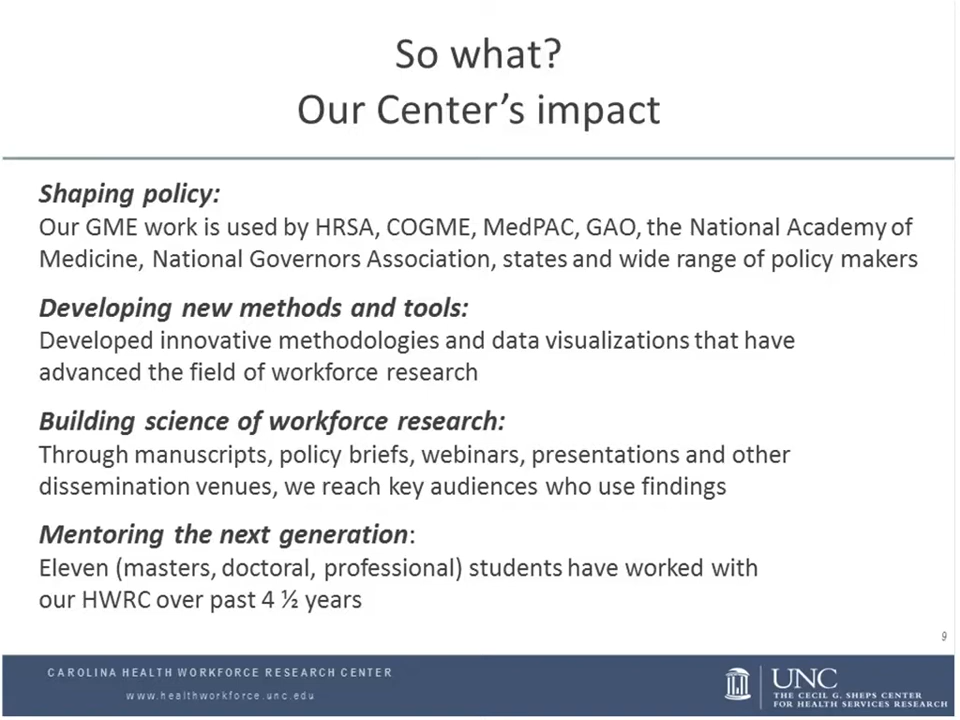 So what?
Our Center's impact
Shaping policy:
Our GME work is used by HRSA, COGME, MedPAC, GAO, the National Academy of
Medicine, National Governors Association, states and wide range of policy makers
Developing new methods and tools:
Developed innovative methodologies and data visualizations that have
advanced the field of workforce research
Building science of workforce research:
Through manuscripts, policy briefs, webinars, presentations and other
dissemination venues, we reach key audiences who use findings
Mentoring the next generation:
Eleven (masters, doctoral, professional) students have worked with
our HWRC over past 4 ½ years
9
CAROLINA HEALTH WORKFORCE RESEARCH CENTER
www.healthworkforce.unc.edu
UNC
THE CECIL G. SHEPS CENTER
FOR HEALTH SERVICES RESEARCH